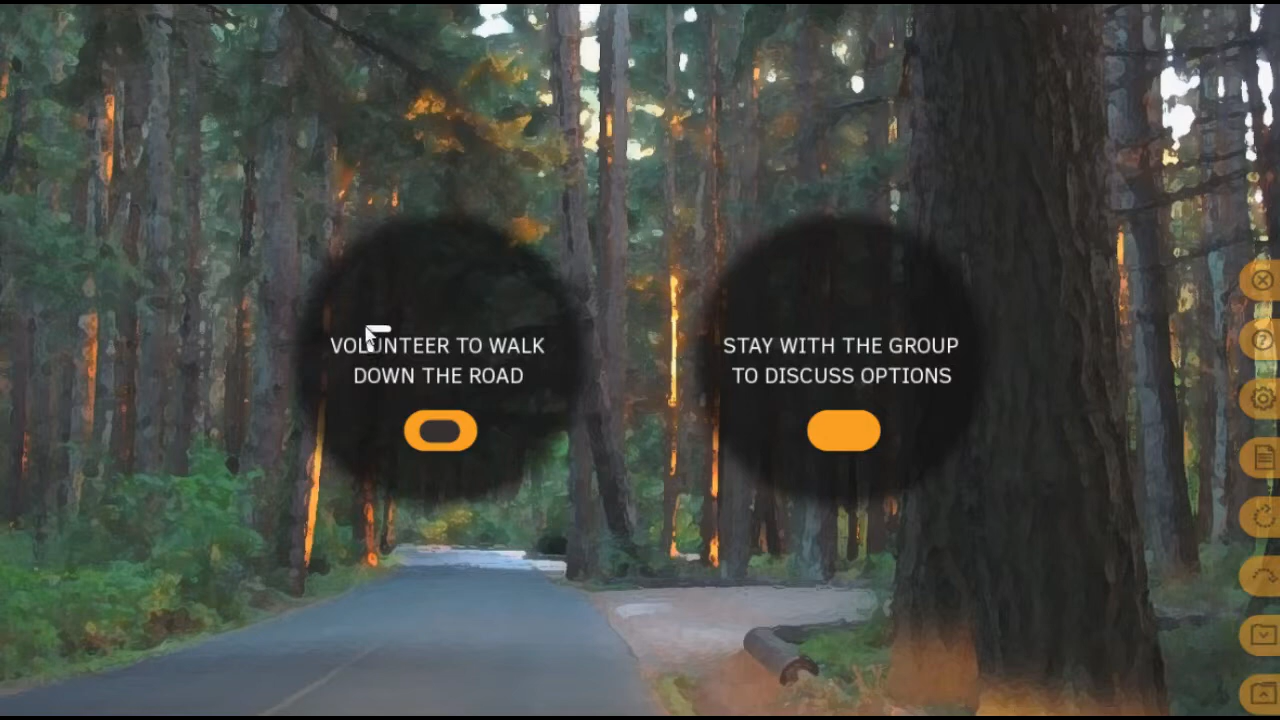 VOLUNTEER TO WALK
DOWN THE ROAD
STAY WITH THE GROUP
TO DISCUSS OPTIONS